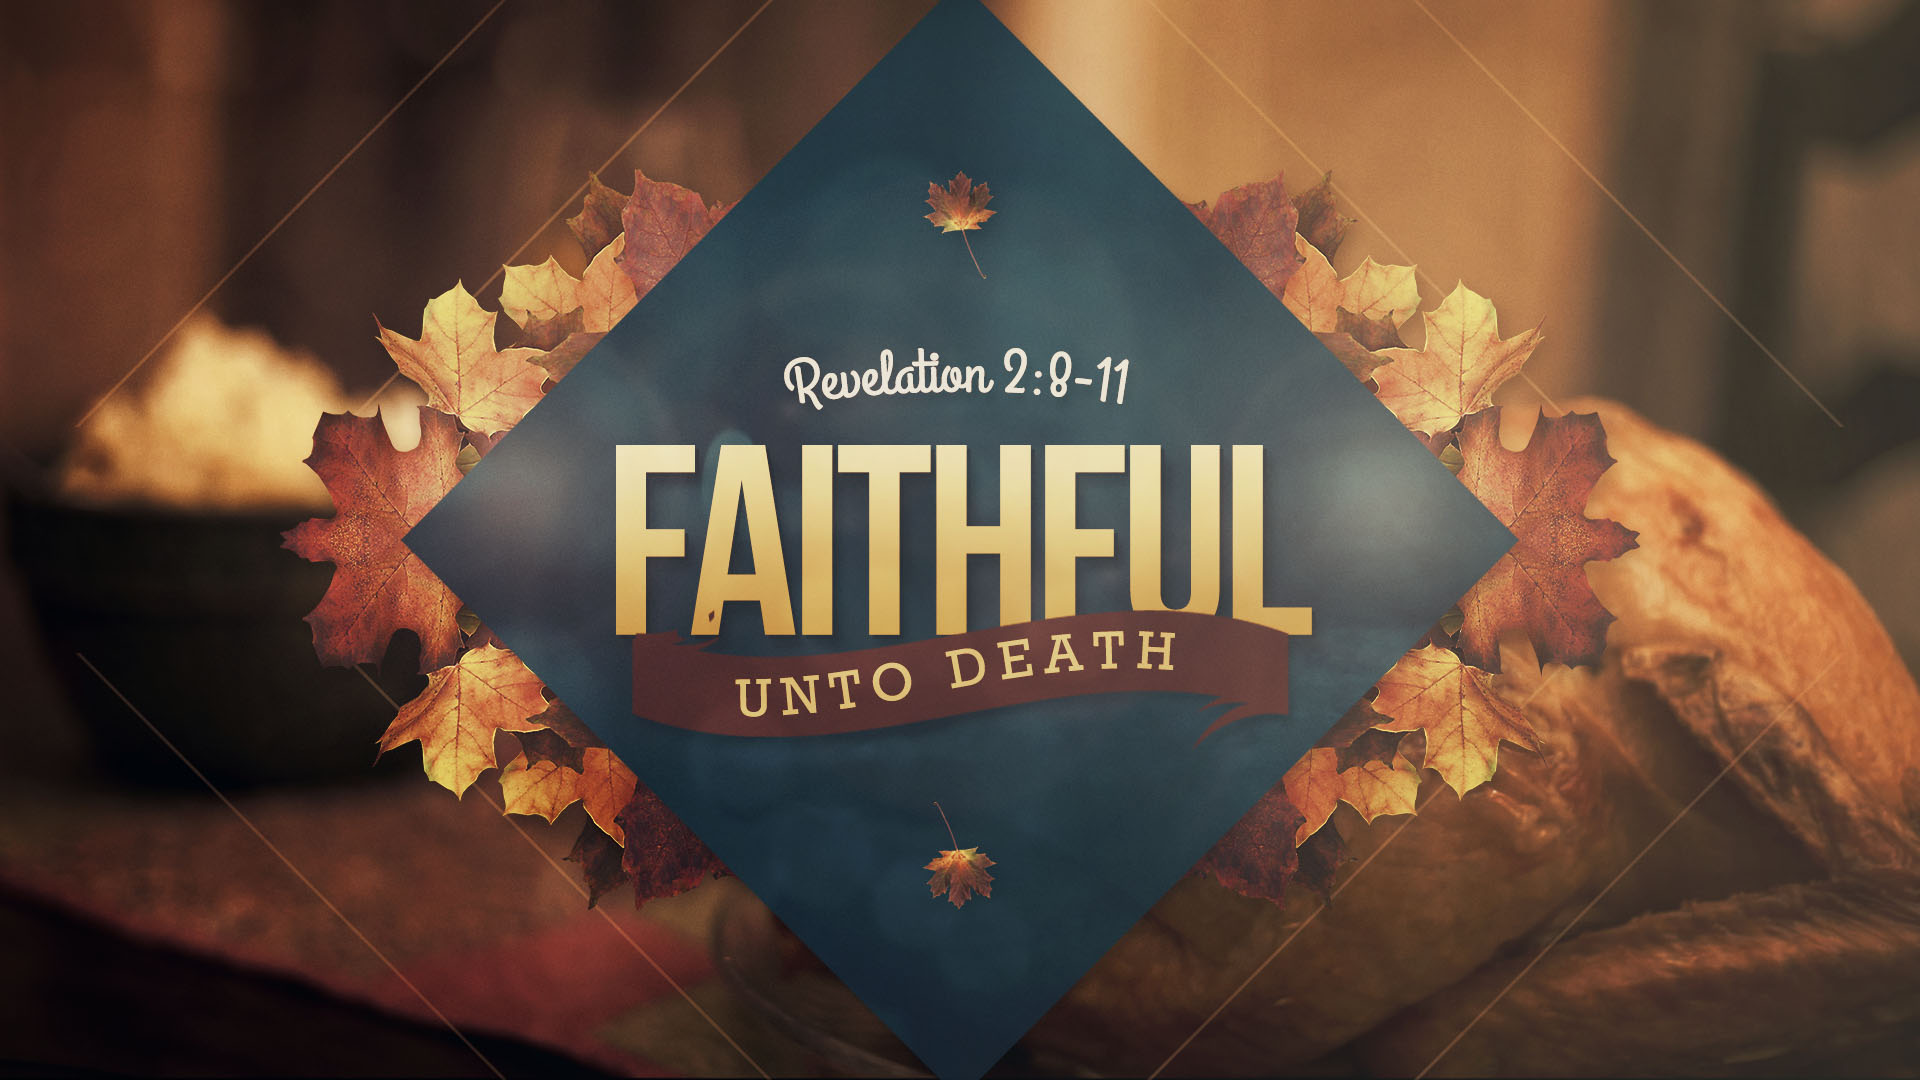 Revelation 2:8-11
FAITHFUL
UNTO DEATH